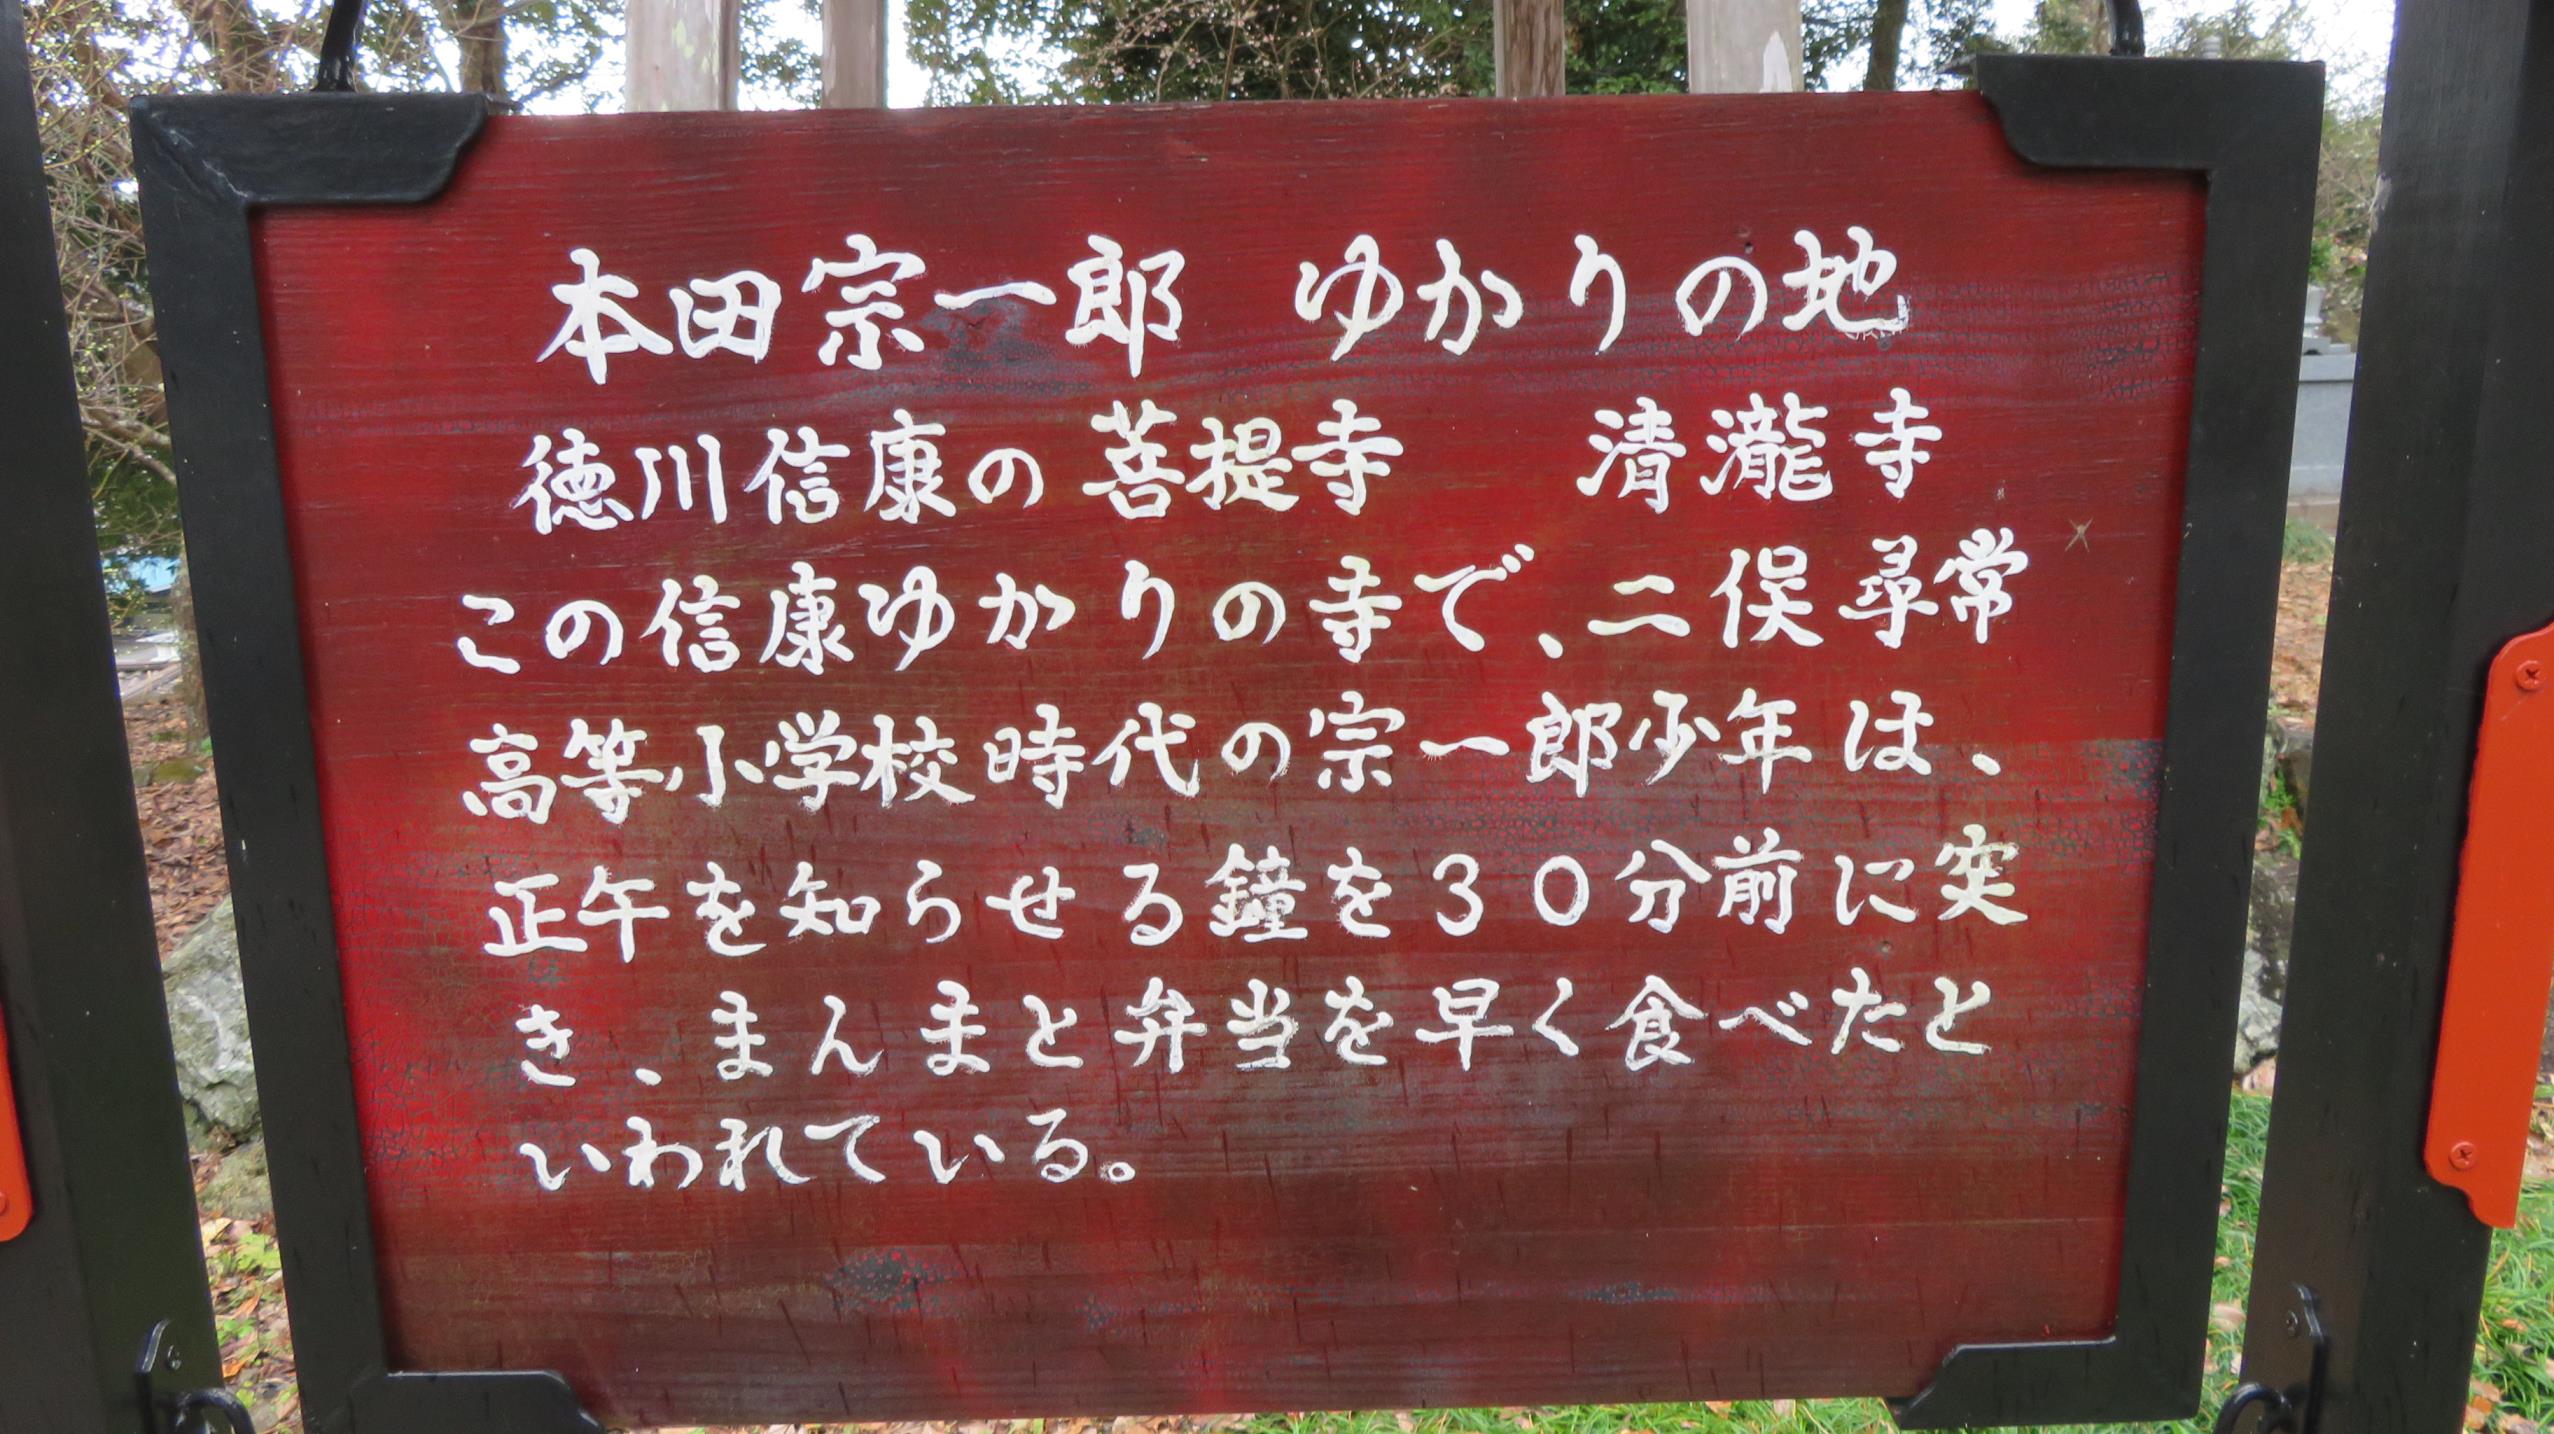 本田宗一郎　ゆかりの地
徳川信康の菩提寺　　清瀧寺
この信康ゆかりの寺で、二俣尋常
高等小学校時代の宗一郎少年は、
正午を知らせる鐘を３０分前に突
き、まんまと弁当を早く食べたと
いわれている。